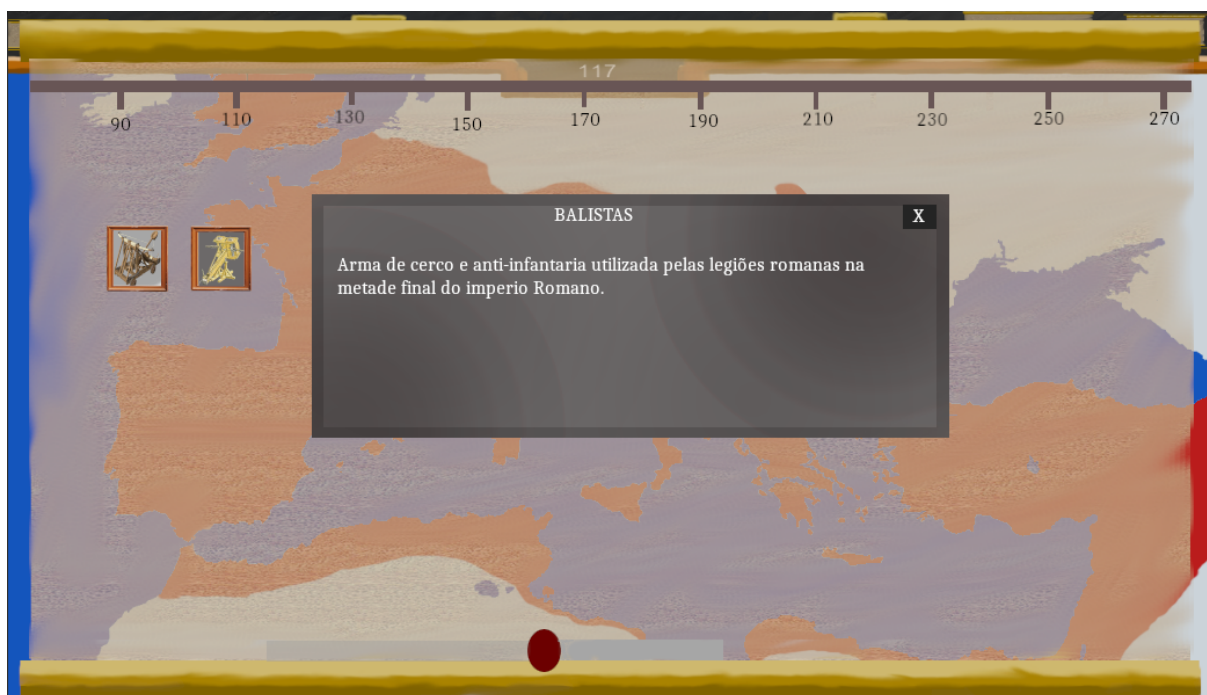 117
90 110 130 150 170 190 210 230 250 270
BALISTAS X
Arma de cerco e anti-infantaria utilizada pelas legiões romanas na
metade final do imperio Romano.